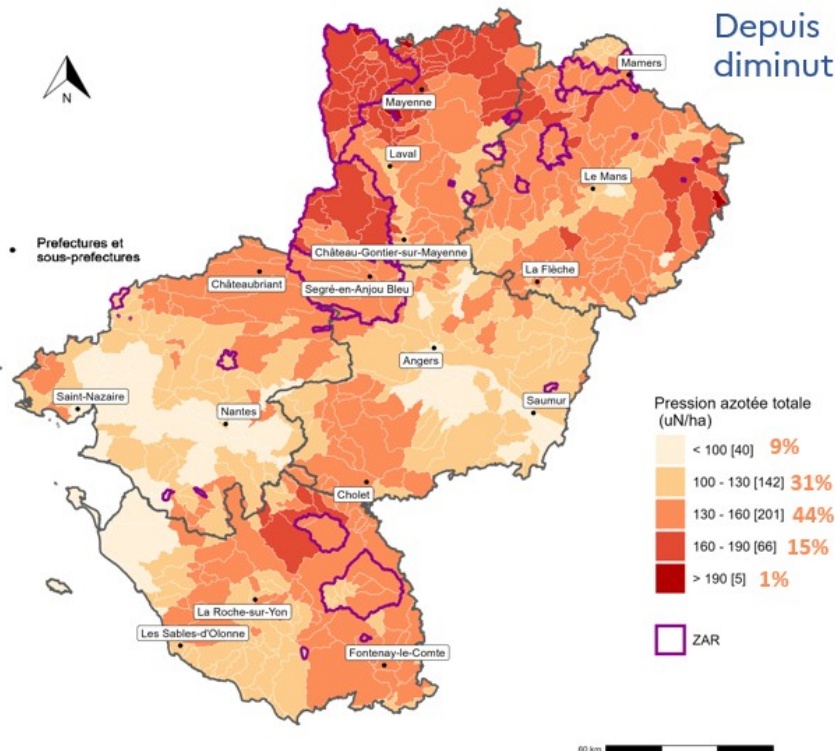 Depuis
diminut
Mamers
N
Mayenne
Laval
Le Mans
Prefectures et
sous-prefectures
Château-Gontier-sur-Mayenne
La Flèche
Châteaubriant
Segré-en-Anjou Bleu
Angers
Saint-Nazaire
Nantes
Saumur
Cholet
Pression azotée totale
(uN/ha)
< 100 [40] 9%
100 - 130 [142] 31%
130 - 160 [201] 44%
160 - 190 [66] 15%
> 190 [5] 1%
ZAR
La Roche-sur-Yon
Les Sables-d'Olonne
Fontenay-le-Comte
60 km